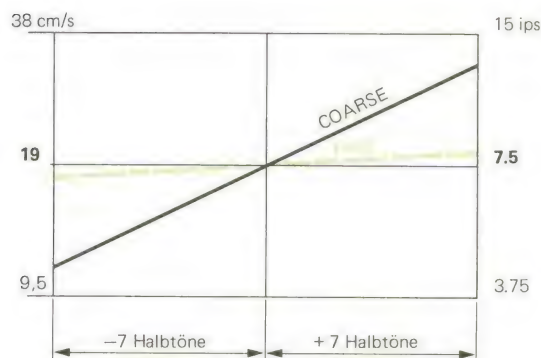 38 cm/s
15 ips
COARSE
19
7.5
9,5
3.75
−7 Halbtöne
+ 7 Halbtöne